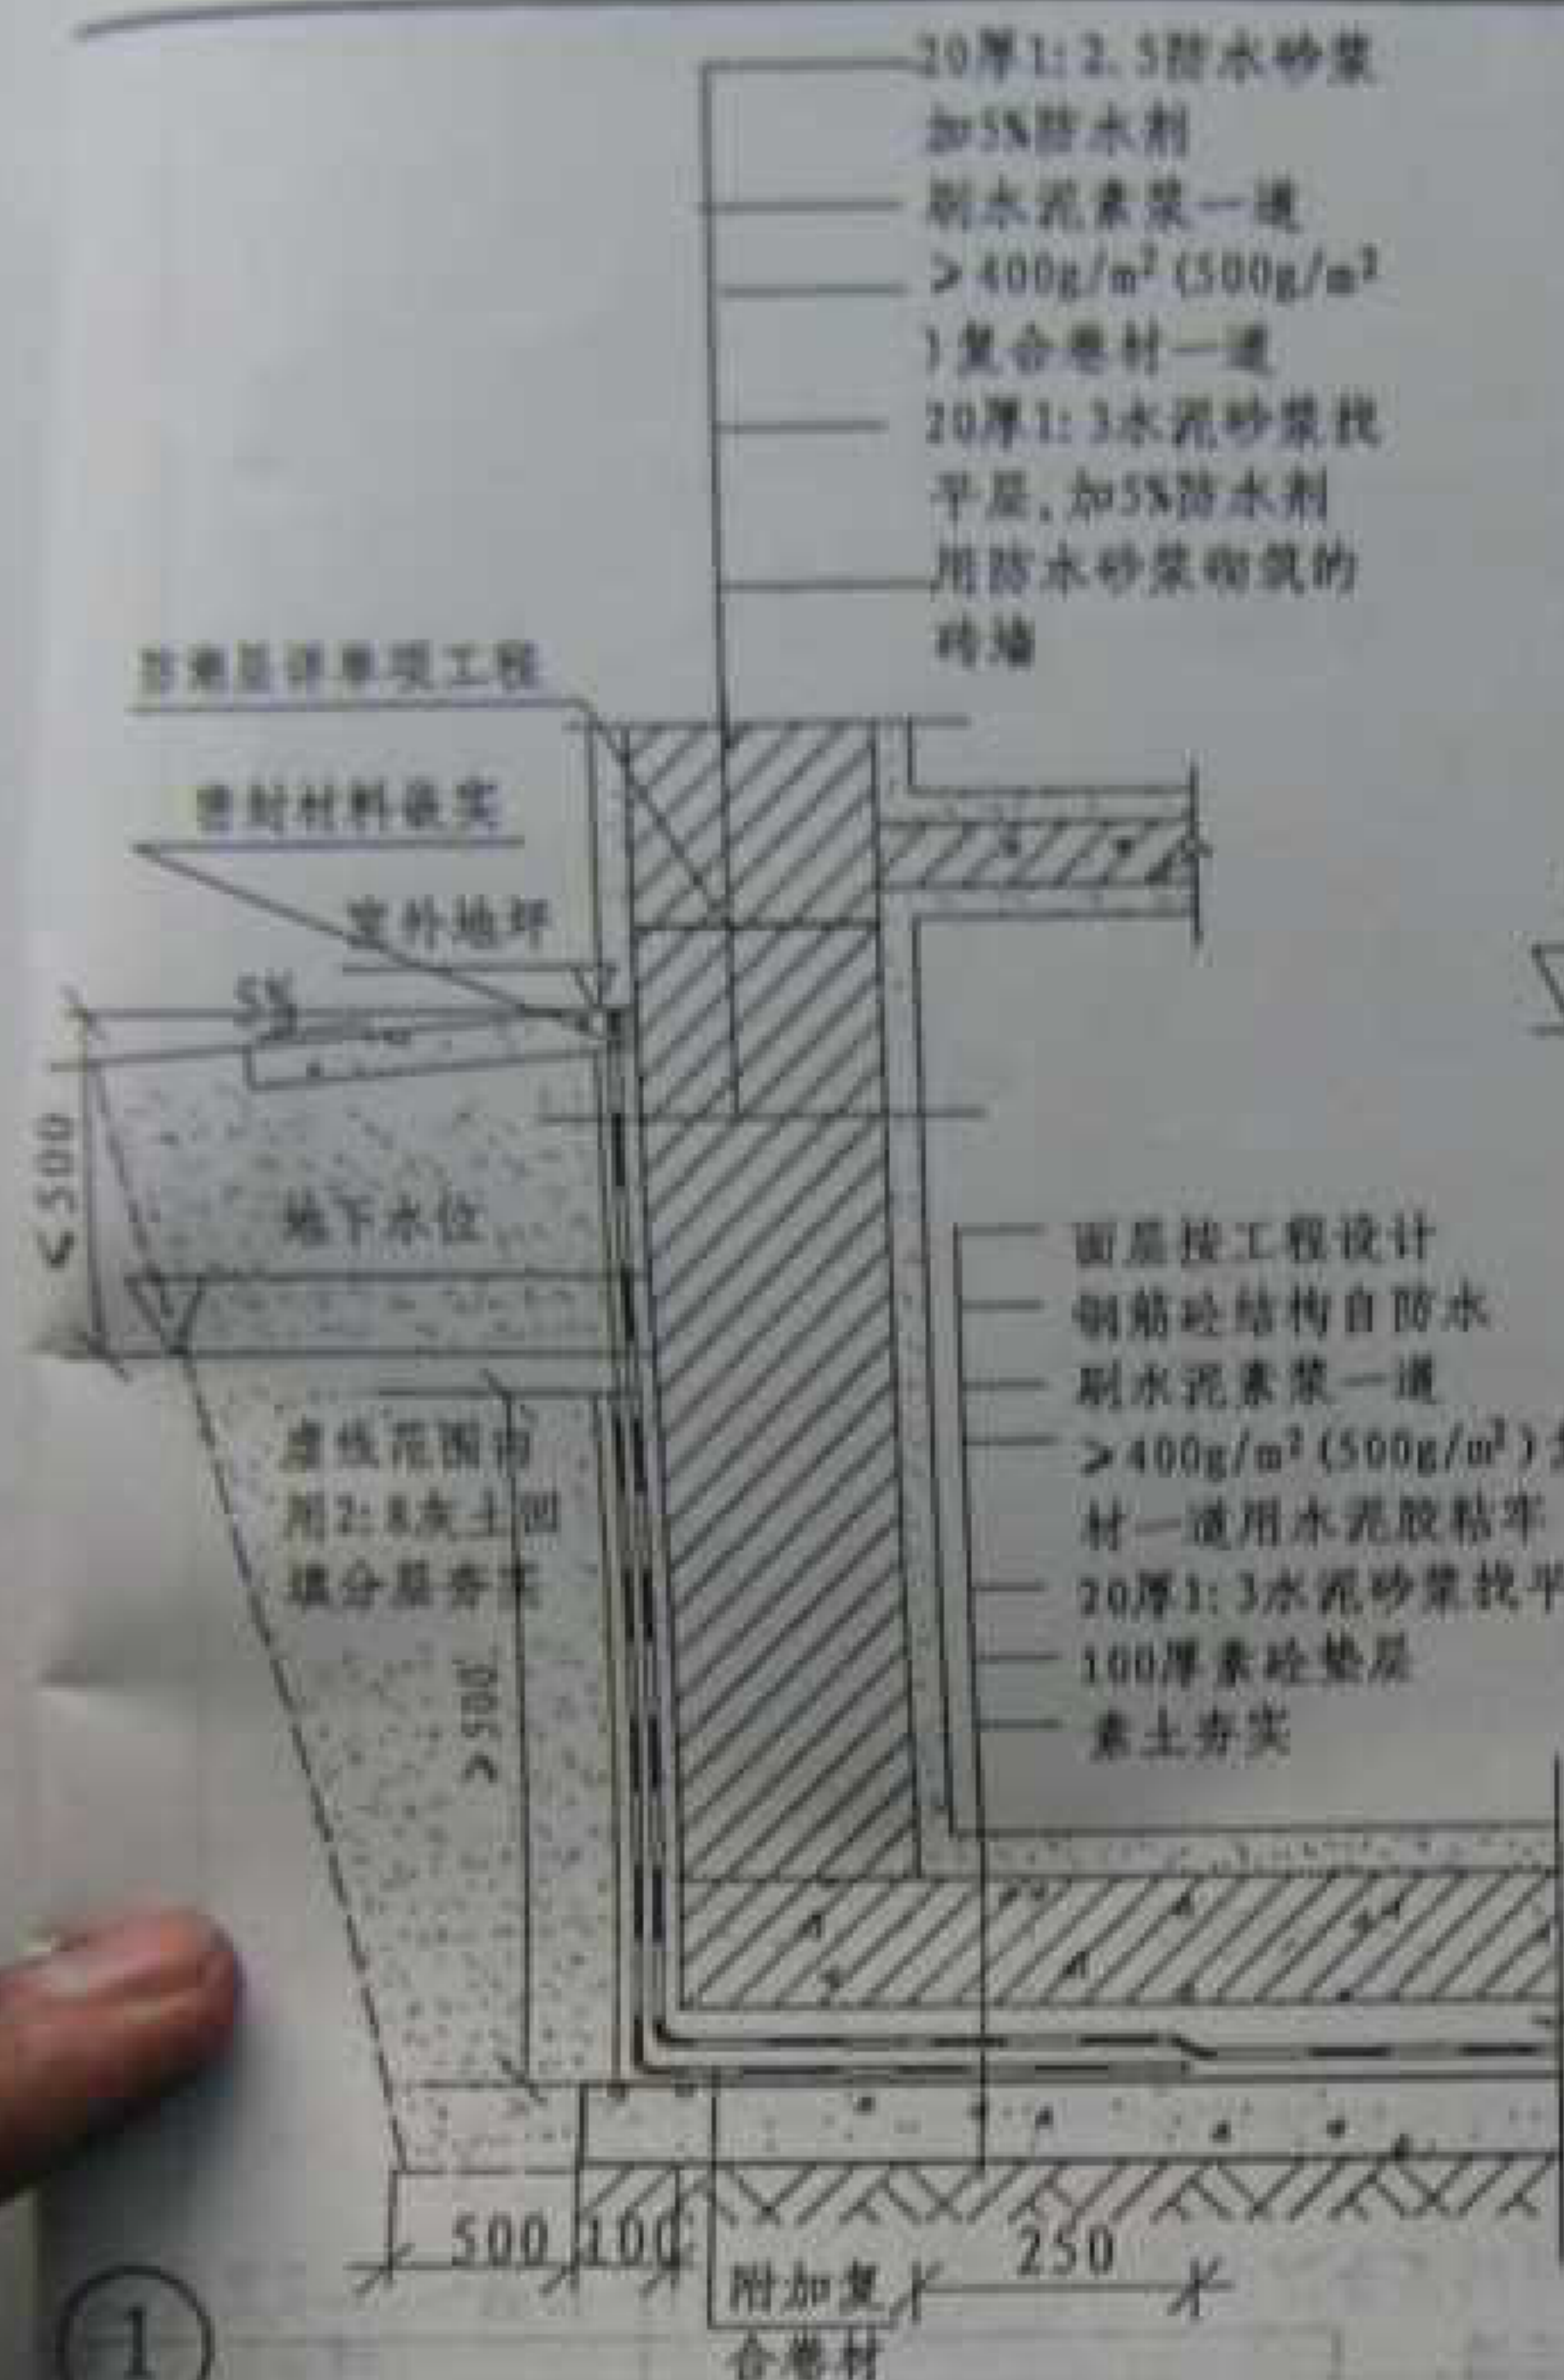 20厚1:2.5防水砂浆
加5%防水剂
刷水泥素浆一道
≥400g/m²(500g/m²
)复合卷材一道
20厚1:3水泥砂浆找
平层,加5%防水剂
用防水砂浆砌筑的
砖墙
防潮层详单项工程
密封材料嵌实
室外地坪
5%
≤500
地下水位
虚线范围内
用2:8灰土回
填分层夯实
≥500
面层按工程设计
钢筋砼结构自防水
刷水泥素浆一道
≥400g/m²(500g/m²)
材一道用水泥胶粘牢
20厚1:3水泥砂浆找平
100厚素砼垫层
素土夯实
500
100
250
附加复
合卷材
1